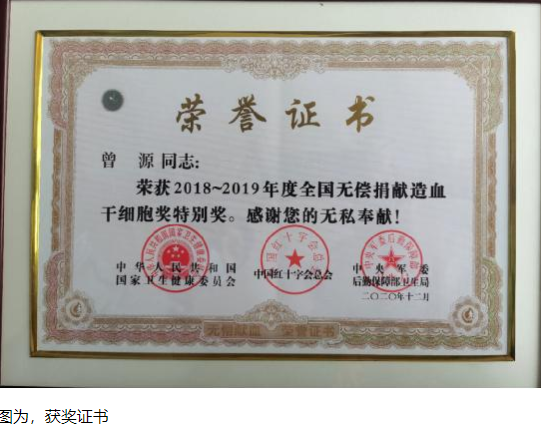 荣誉证书
曾 源 同志:
荣获2018~2019年度全国无偿捐献造血
干细胞奖特别奖。感谢您的无私奉献!
中华人民共和国
国家卫生健康委员会
中国红十字会总会
中央军委
后勤保障部卫生局
二〇二〇年十二月
无偿献血 荣誉证书
图为，获奖证书